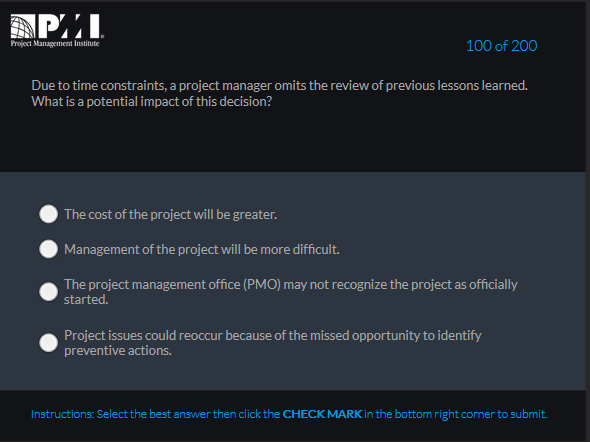 PMI
Project Management Institute
100 of 200
Due to time constraints, a project manager omits the review of previous lessons learned.
What is a potential impact of this decision?
The cost of the project will be greater.
Management of the project will be more difficult.
The project management office (PMO) may not recognize the project as officially
started.
Project issues could reoccur because of the missed opportunity to identify
preventive actions.
Instructions: Select the best answer then click the CHECK MARK in the bottom right corner to submit.